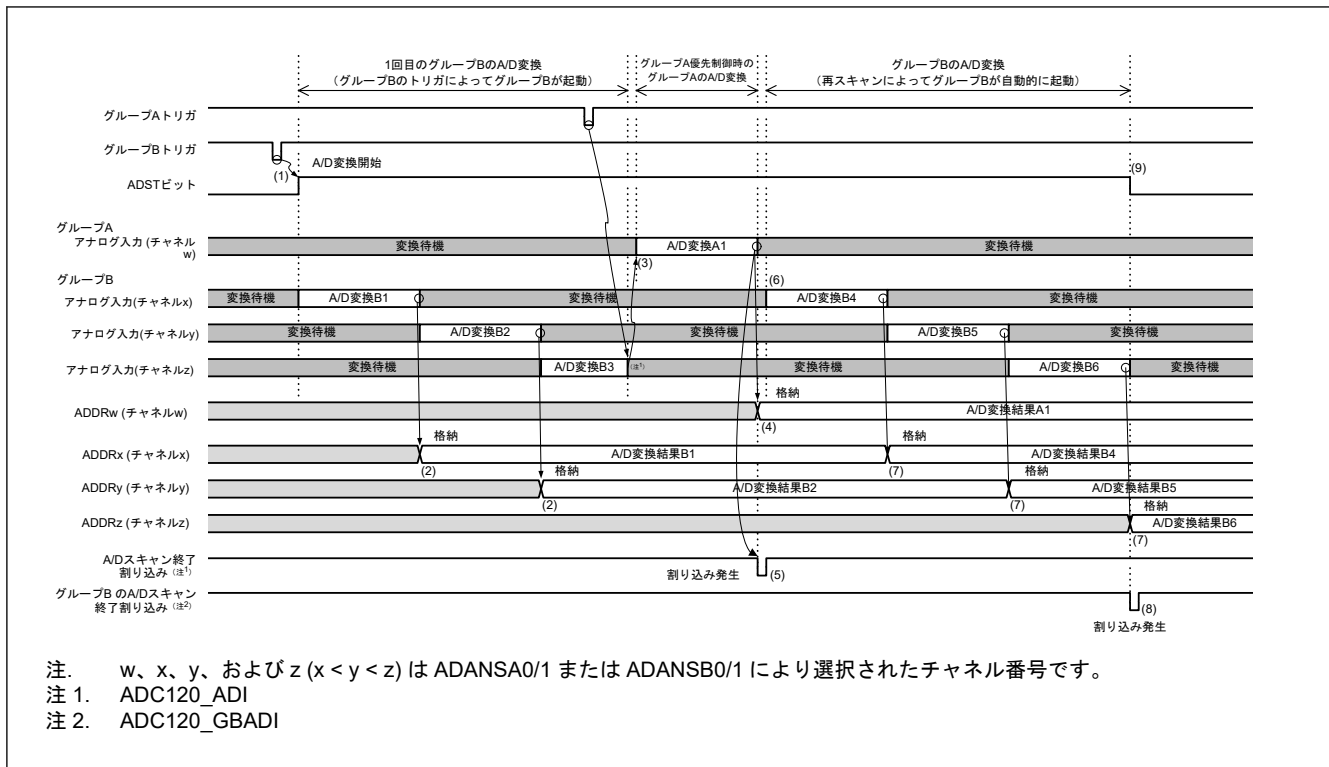 1回目のグループBのA/D変換
(グループBのトリガによってグループBが起動)
グループA優先制御時の
グループAのA/D変換
グループBのA/D変換
(再スキャンによってグループBが自動的に起動)
グループAトリガ
グループBトリガ
(1)
A/D変換開始
ADSTビット
(9)
グループA
アナログ入力 (チャネル
w)
変換待機
A/D変換A1
変換待機
(3)
グループB
(6)
アナログ入力(チャネルx)
変換待機
A/D変換B1
変換待機
A/D変換B4
変換待機
アナログ入力(チャネルy)
変換待機
A/D変換B2
変換待機
A/D変換B5
変換待機
アナログ入力(チャネルz)
変換待機
A/D変換B3
(注1)
変換待機
A/D変換B6
変換待機
格納
ADDRw (チャネルw)
A/D変換結果A1
(4)
格納
格納
ADDRx (チャネルx)
A/D変換結果B1
A/D変換結果B4
(2)
(7)
格納
格納
ADDRy (チャネルy)
A/D変換結果B2
A/D変換結果B5
(2)
(7)
格納
ADDRz (チャネルz)
A/D変換結果B6
(7)
A/Dスキャン終了
割り込み (注1)
割り込み発生
(5)
グループB のA/Dスキャン
終了割り込み (注2)
(8)
割り込み発生
注. w、x、y、および z (x < y < z) は ADANSA0/1 または ADANSB0/1 により選択されたチャネル番号です。
注 1. ADC120_ADI
注 2. ADC120_GBADI